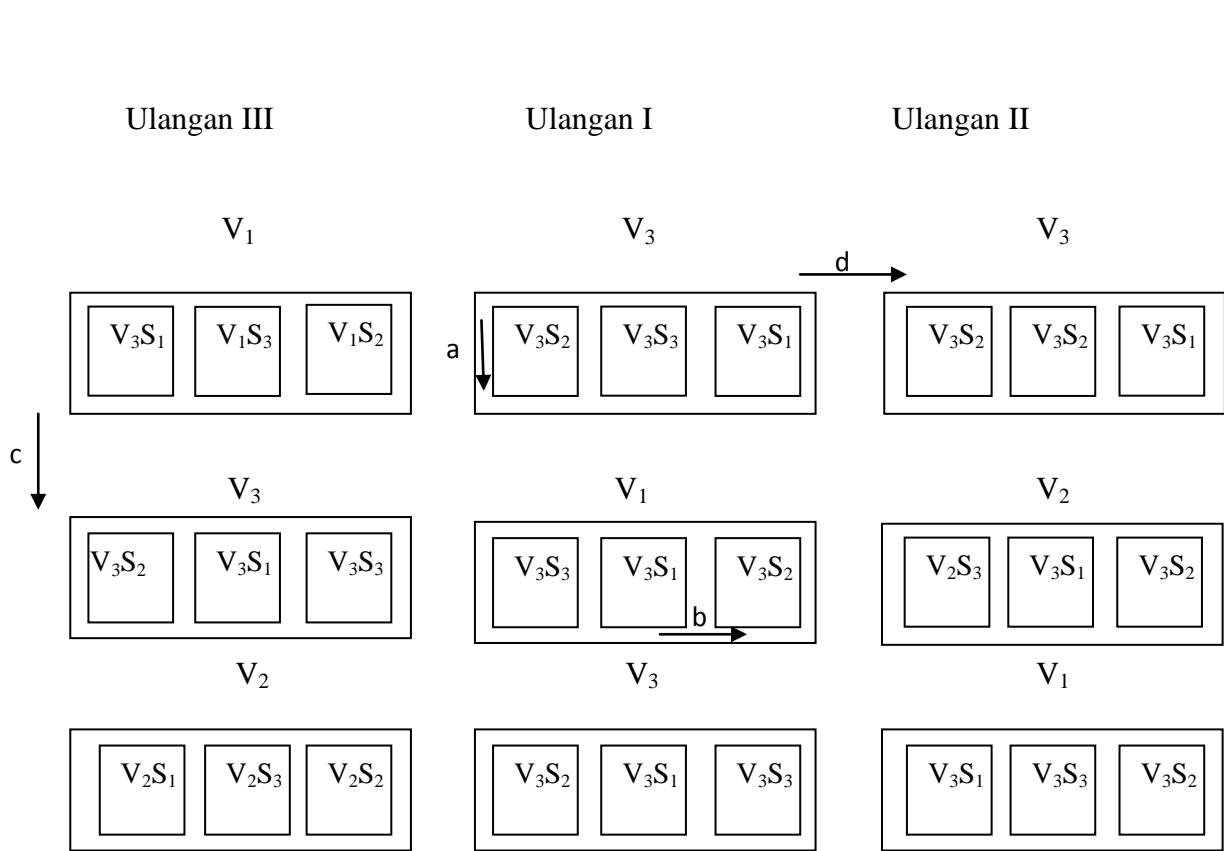 Ulangan III Ulangan I Ulangan II
V₁ V₃ V₃
d
V₃S₁ V₁S₃ V₁S₂ V₃S₂ V₃S₃ V₃S₁ V₃S₂ V₃S₂ V₃S₁
a
c
V₃ V₁ V₂
V₃S₂ V₃S₁ V₃S₃ V₃S₃ V₃S₁ V₃S₂ V₂S₃ V₃S₁ V₃S₂
b
V₂ V₃ V₁
V₂S₁ V₂S₃ V₂S₂ V₃S₂ V₃S₁ V₃S₃ V₃S₁ V₃S₃ V₃S₂